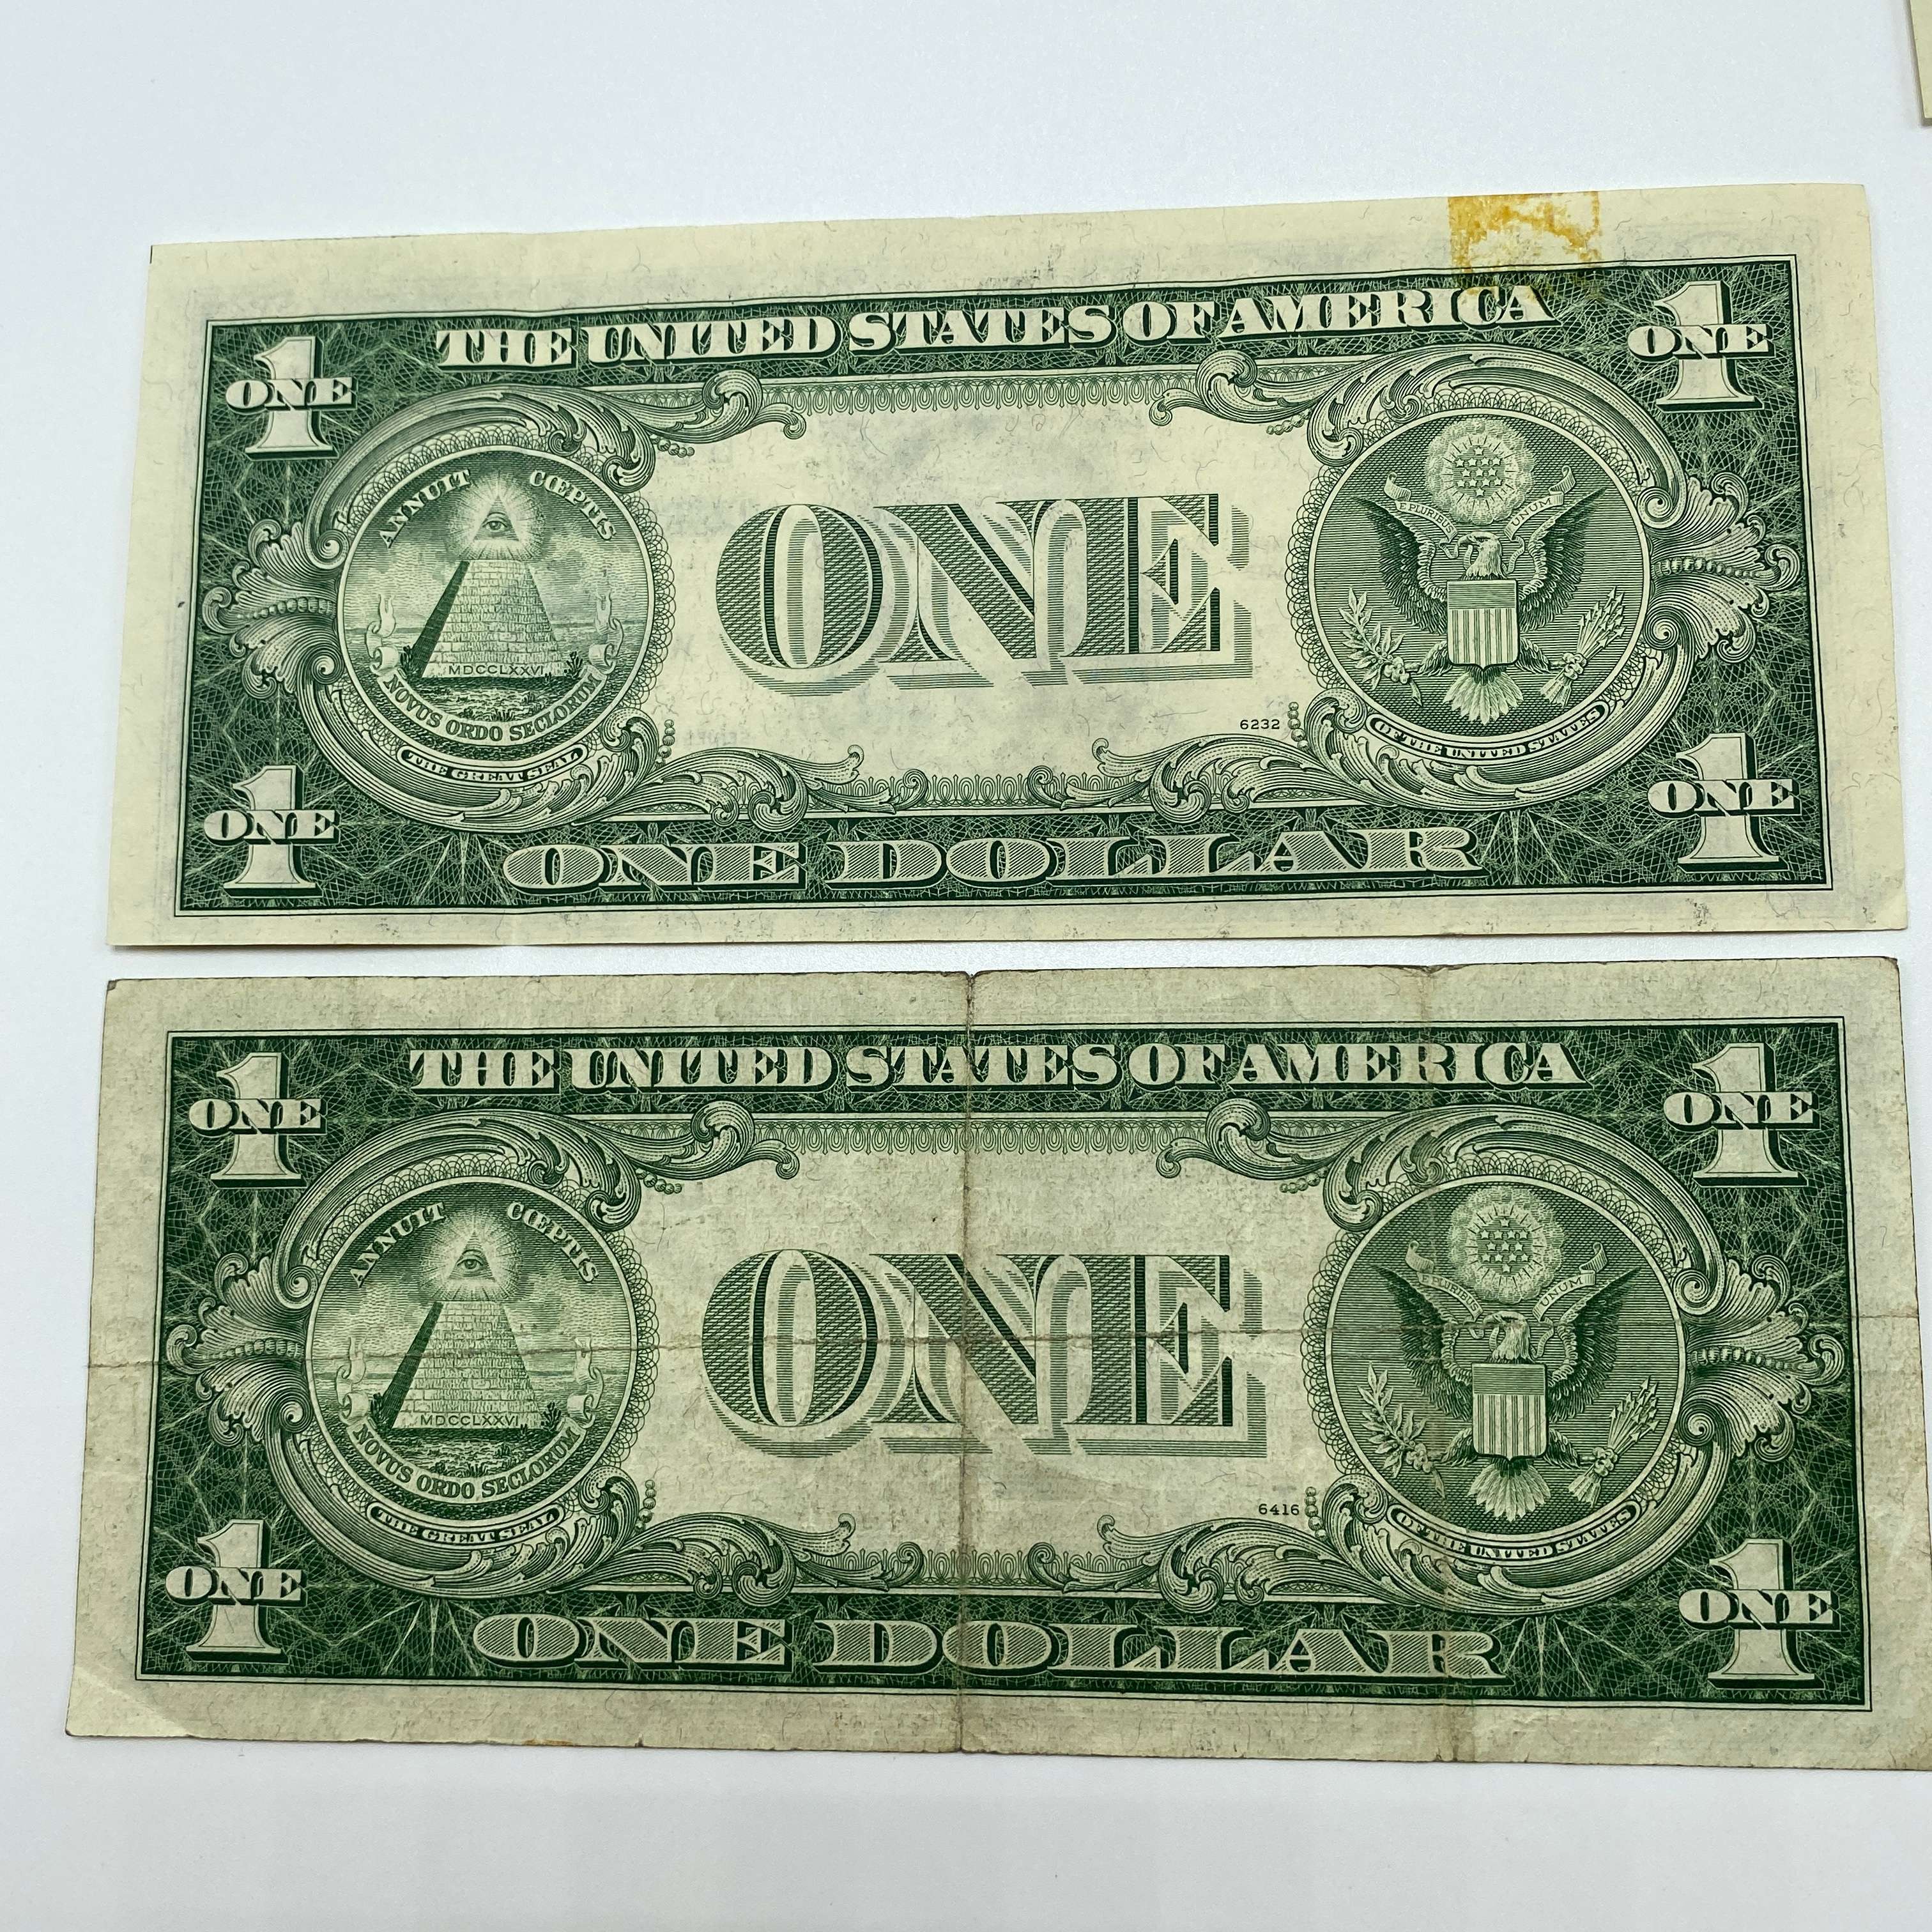 THE UNITED STATES OF AMERICA
1
ONE
1
ONE
ANNUIT CŒPTIS
E PLURIBUS UNUM
ONE
MDCCLXXVI
NOVUS ORDO SECLORUM
THE GREAT SEAL
6232
OF THE UNITED STATES
1
ONE
1
ONE
ONE DOLLAR
THE UNITED STATES OF AMERICA
1
ONE
1
ONE
ANNUIT CŒPTIS
E PLURIBUS UNUM
ONE
MDCCLXXVI
NOVUS ORDO SECLORUM
THE GREAT SEAL
6416
OF THE UNITED STATES
1
ONE
1
ONE
ONE DOLLAR